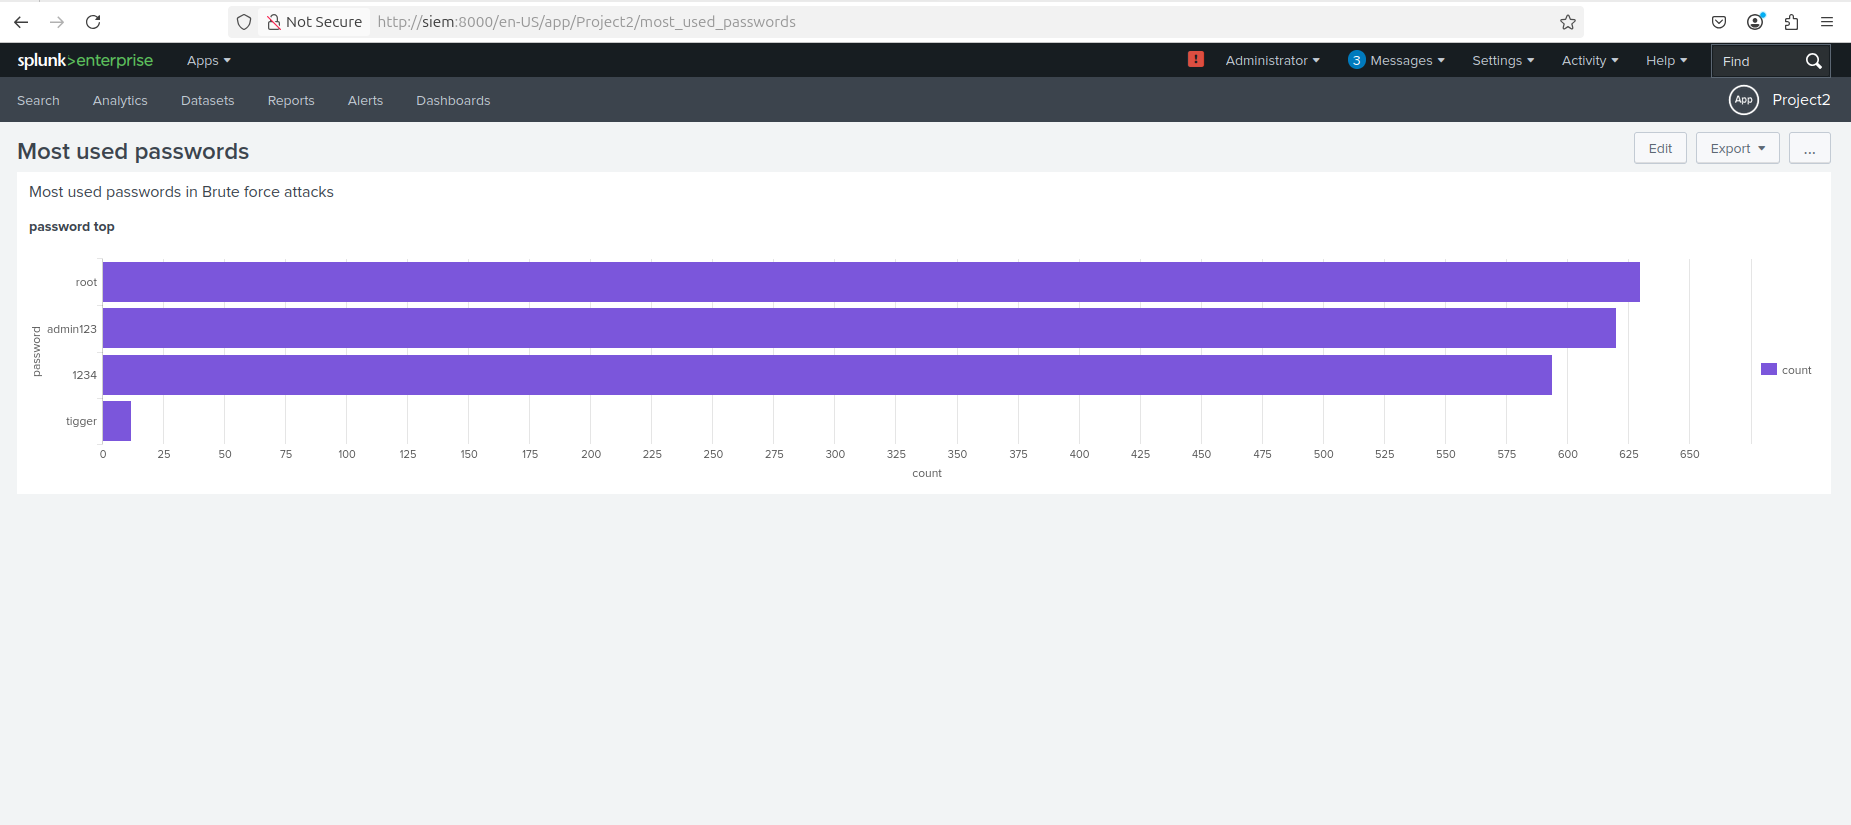 Not Secure http://siem:8000/en-US/app/Project2/most_used_passwords
splunk>enterprise Apps ! Administrator 3 Messages Settings Activity Help Find
Search Analytics Datasets Reports Alerts Dashboards App Project2
Most used passwords Edit Export ...
Most used passwords in Brute force attacks
password top
password
root
admin123
1234
tigger
0 25 50 75 100 125 150 175 200 225 250 275 300 325 350 375 400 425 450 475 500 525 550 575 600 625 650
count
count